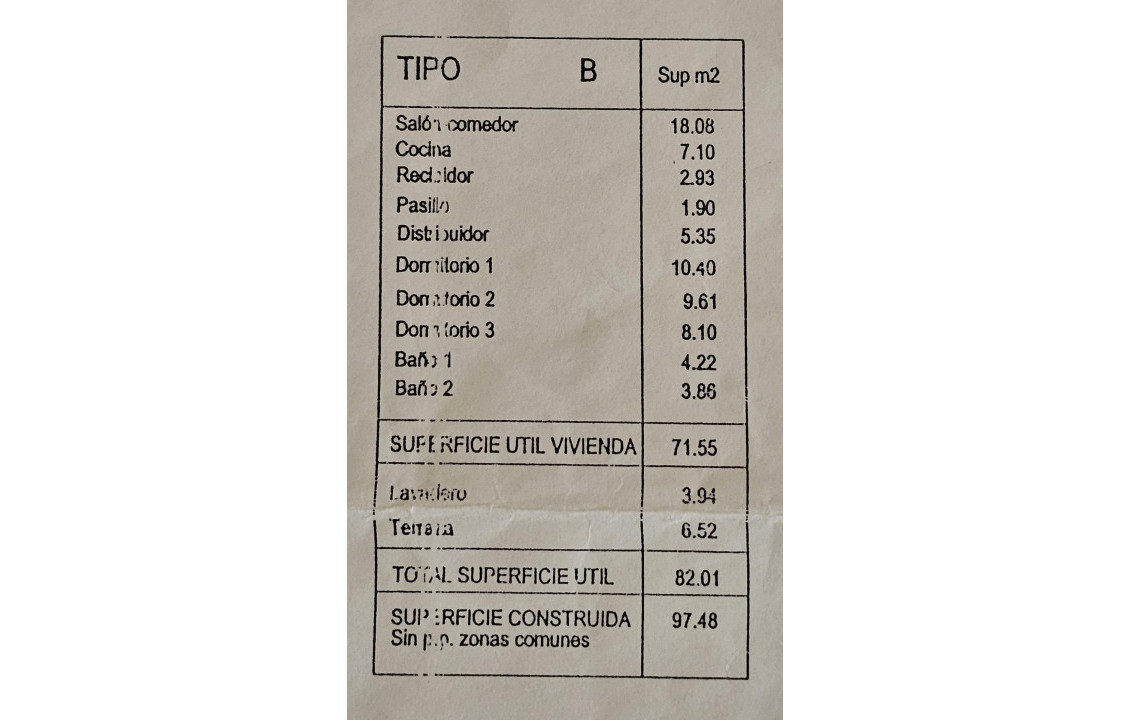 TIPO B Sup m2
Salón comedor 18.08
Cocina 7.10
Recibidor 2.93
Pasillo 1.90
Distribuidor 5.35
Dormitorio 1 10.40
Dormitorio 2 9.61
Dormitorio 3 8.10
Baño 1 4.22
Baño 2 3.86
SUPERFICIE UTIL VIVIENDA 71.55
Lavadero 3.94
Terraza 6.52
TOTAL SUPERFICIE UTIL 82.01
SUPERFICIE CONSTRUIDA 97.48
Sin p.p. zonas comunes